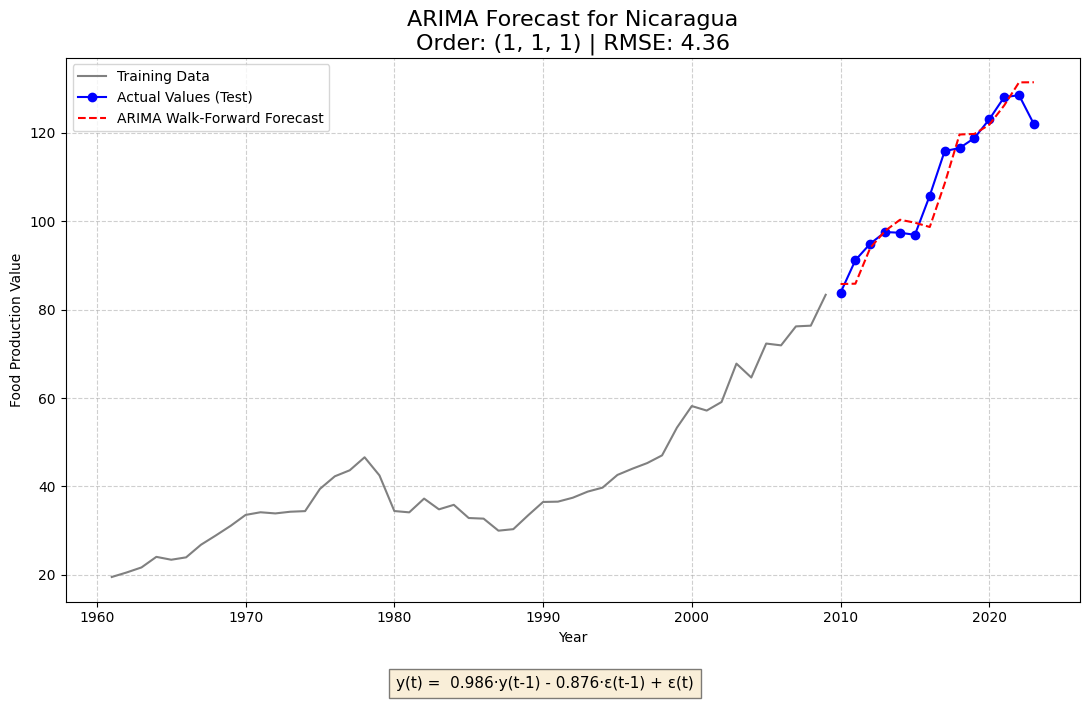 ARIMA Forecast for Nicaragua
Order: (1, 1, 1) | RMSE: 4.36
Training Data
Actual Values (Test)
ARIMA Walk-Forward Forecast
Food Production Value
120
100
80
60
40
20
1960 1970 1980 1990 2000 2010 2020
Year
y(t) = 0.986·y(t-1) - 0.876·ε(t-1) + ε(t)